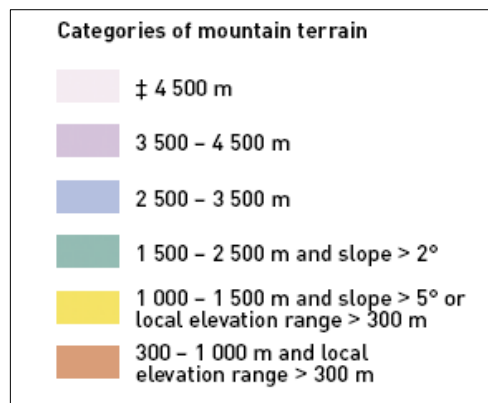 Categories of mountain terrain
‡ 4 500 m
3 500 – 4 500 m
2 500 – 3 500 m
1 500 – 2 500 m and slope > 2°
1 000 – 1 500 m and slope > 5° or
local elevation range > 300 m
300 – 1 000 m and local
elevation range > 300 m